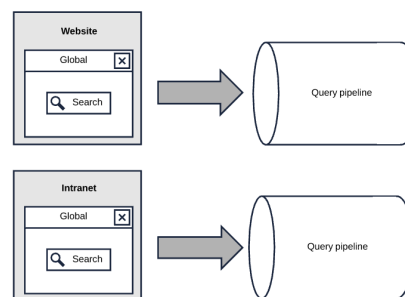 Website
Global
Search
Query pipeline
Intranet
Global
Search
Query pipeline